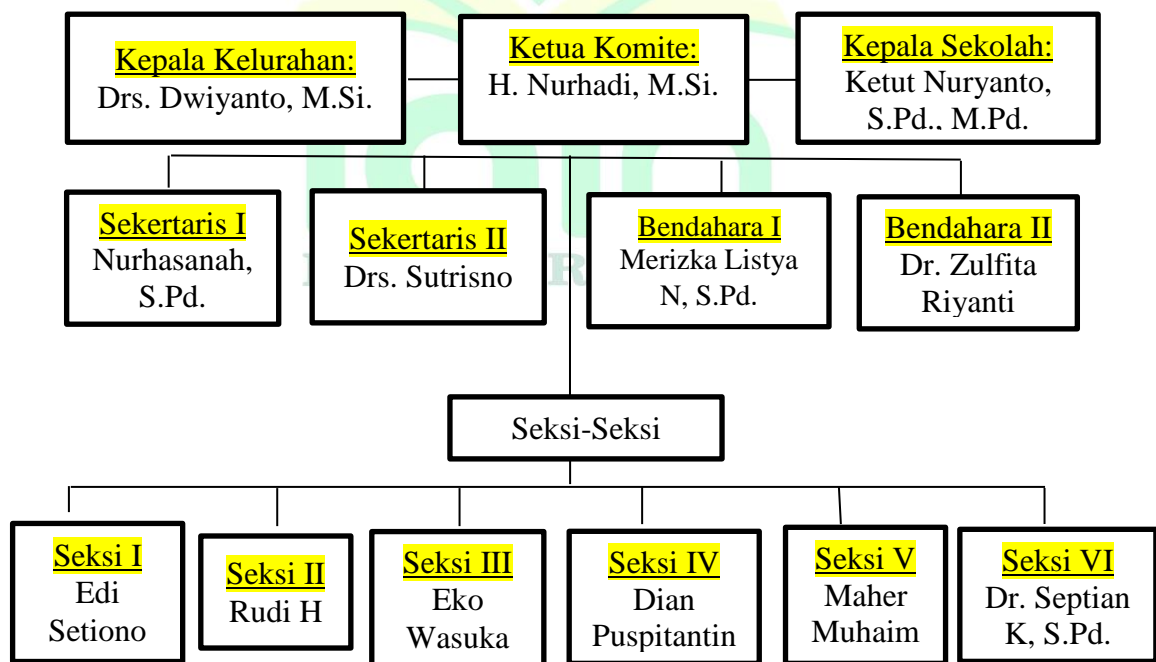 Kepala Kelurahan:
Drs. Dwiyanto, M.Si.
Ketua Komite:
H. Nurhadi, M.Si.
Kepala Sekolah:
Ketut Nuryanto,
S.Pd., M.Pd.
Sekertaris I
Nurhasanah,
S.Pd.
Sekertaris II
Drs. Sutrisno
Bendahara I
Merizka Listya
N, S.Pd.
Bendahara II
Dr. Zulfita
Riyanti
Seksi-Seksi
Seksi I
Edi
Setiono
Seksi II
Rudi H
Seksi III
Eko
Wasuka
Seksi IV
Dian
Puspitantin
Seksi V
Maher
Muhaim
Seksi VI
Dr. Septian
K, S.Pd.